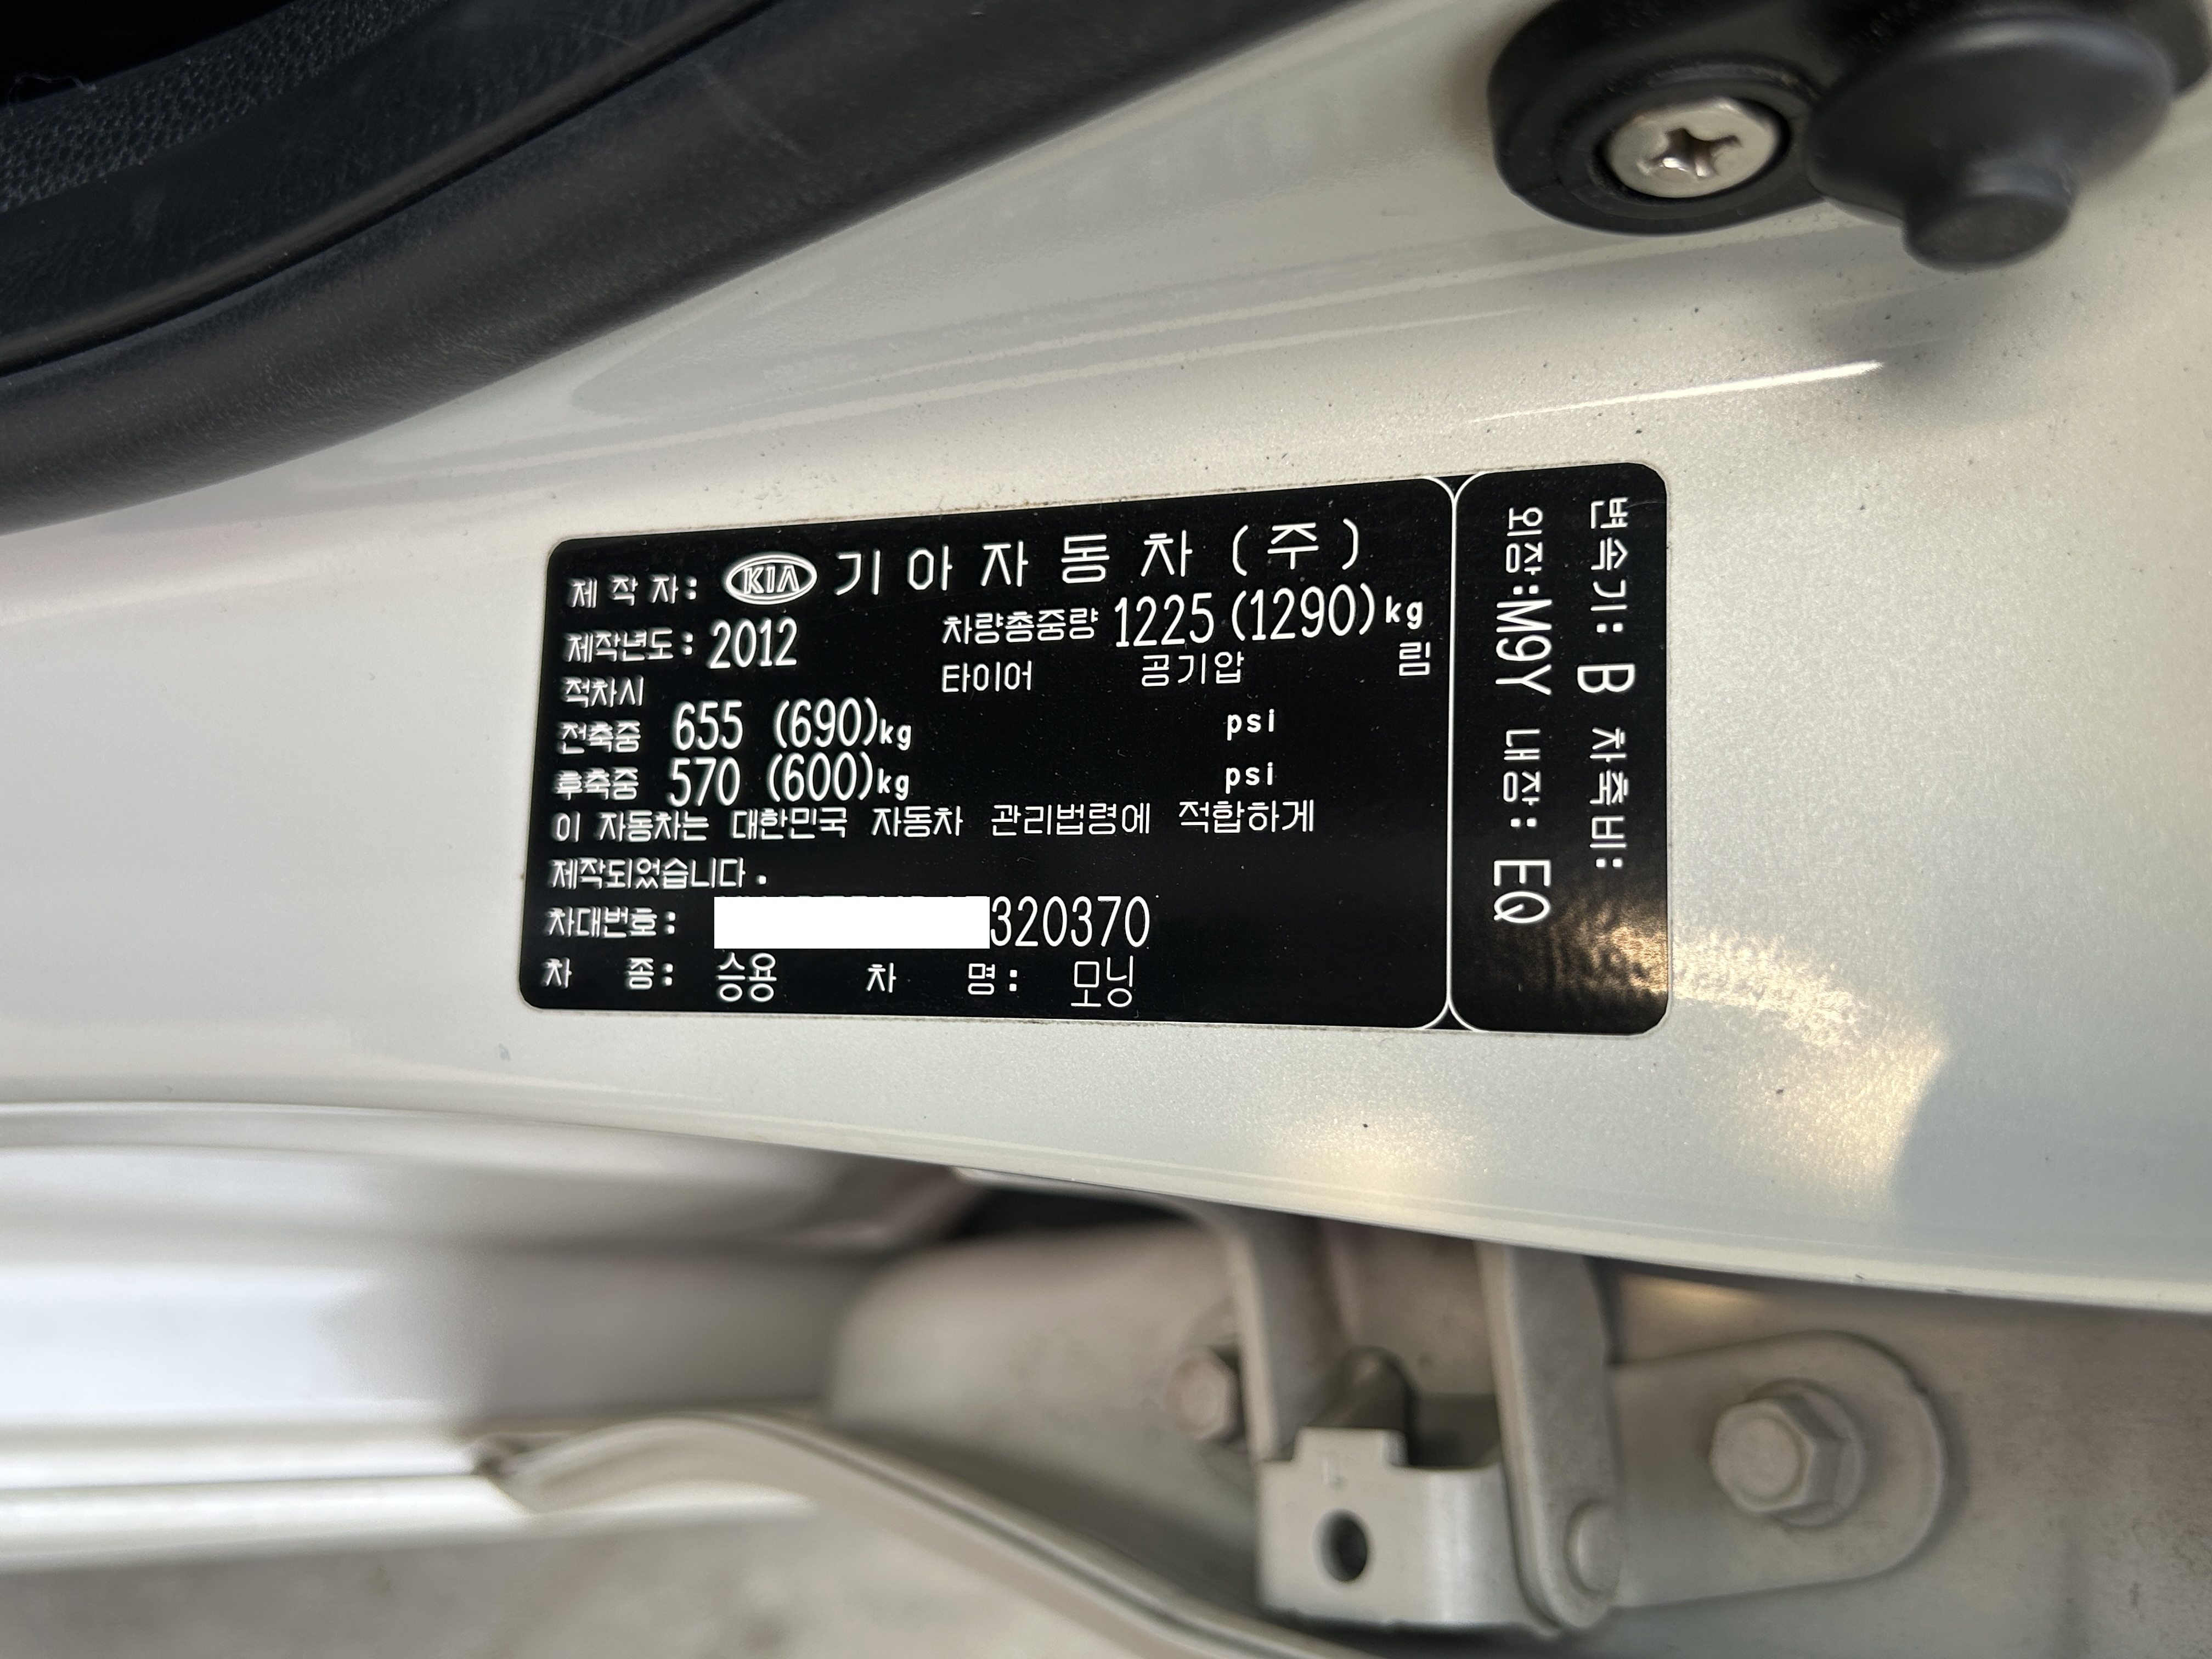 제 작 자: KIA 기 아 자 동 차 (주)
제작년도: 2012 차량총중량 1225 (1290)kg
적차시 타이어 공기압 림
전축중 655 (690)kg psi
후축중 570 (600)kg psi
이 자동차는 대한민국 자동차 관리법령에 적합하게
제작되었습니다.
차대번호: 320370
차 종: 승용 차 명: 모닝
변속기: B 차축비:
외장:M9Y 내장: EQ